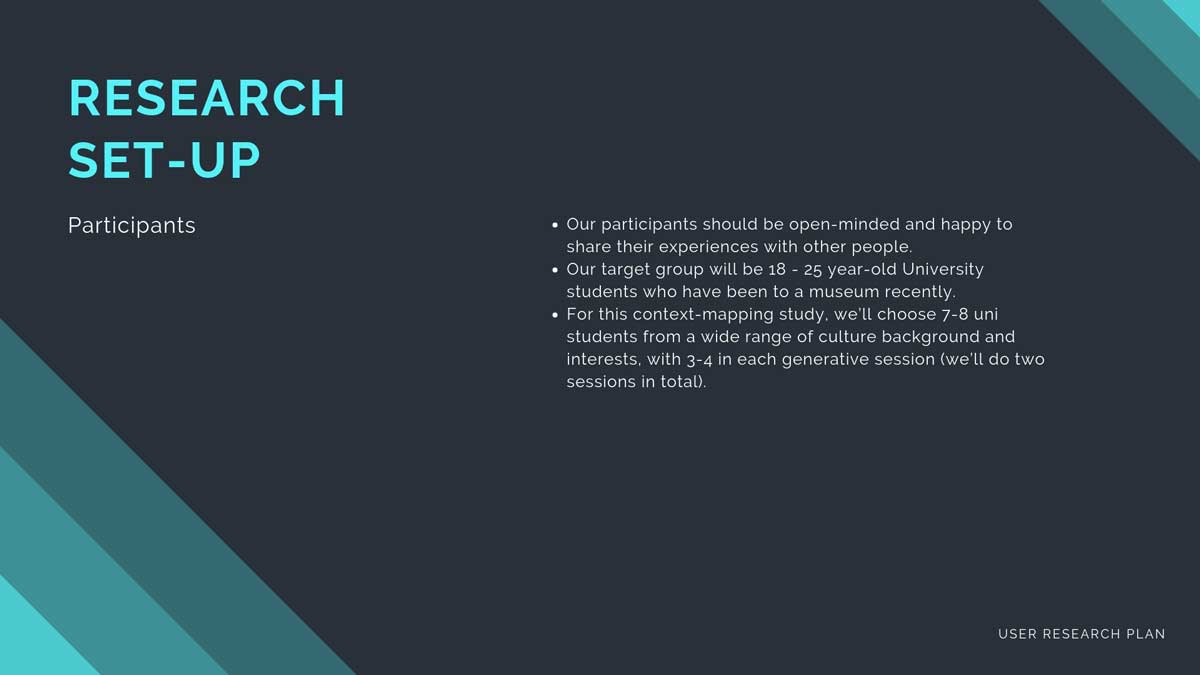 RESEARCH
SET-UP
Participants
• Our participants should be open-minded and happy to
share their experiences with other people.
• Our target group will be 18 - 25 year-old University
students who have been to a museum recently.
• For this context-mapping study, we'll choose 7-8 uni
students from a wide range of culture background and
interests, with 3-4 in each generative session (we'll do two
sessions in total).
USER RESEARCH PLAN